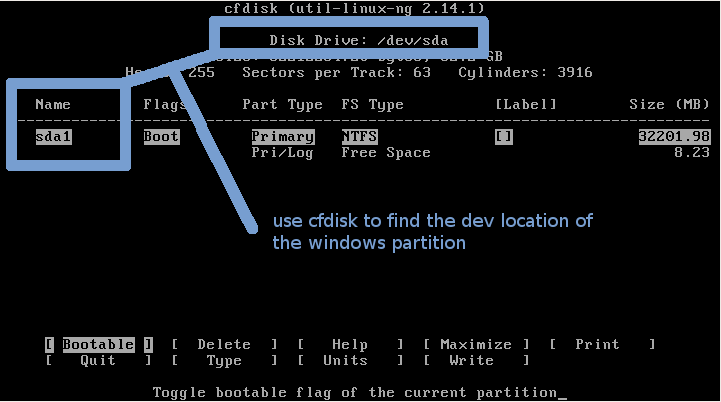 cfdisk (util-linux-ng 2.14.1)
Disk Drive: /dev/sda
GB
255 Sectors per Track: 63 Cylinders: 3916
Name Flags Part Type FS Type [Label] Size (MB)
sda1 Boot Primary NTFS [] 32201.98
Pri/Log Free Space 8.23
use cfdisk to find the dev location of
the windows partition
[ Bootable ] [ Delete ] [ Help ] [ Maximize ] [ Print ]
[ Quit ] [ Type ] [ Units ] [ Write ]
Toggle bootable flag of the current partition_